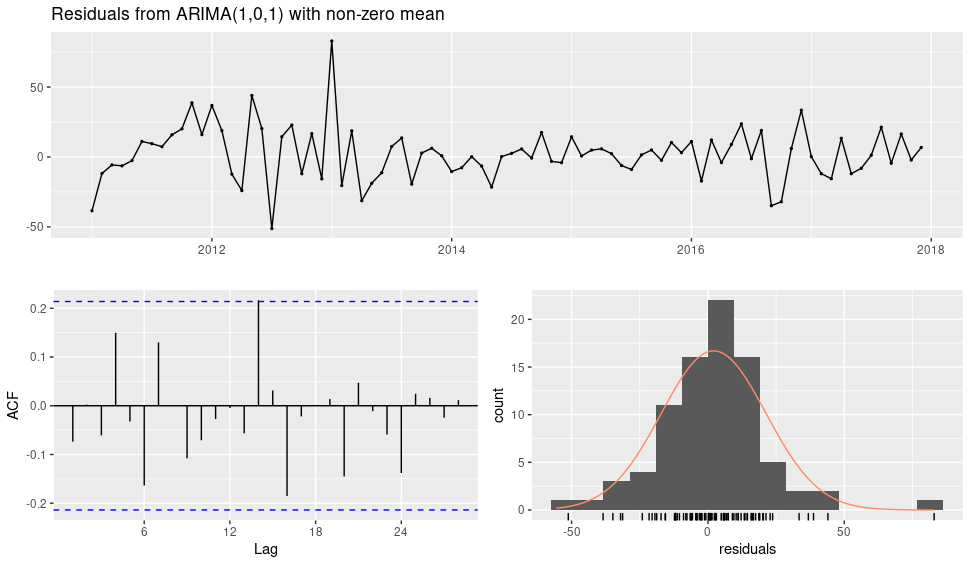 Residuals from ARIMA(1,0,1) with non-zero mean
50
0
-50
2012 2014 2016 2018
ACF
0.2
0.1
0.0
-0.1
-0.2
6 12 18 24
Lag
count
20
15
10
5
0
-50 0 50
residuals